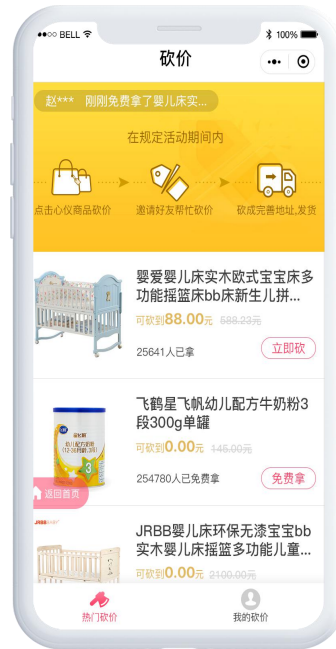 BELL
100%
砍价
赵*** 刚刚免费拿了婴儿床实...
在规定活动期间内
点击心仪商品砍价
邀请好友帮忙砍价
砍成完善地址,发货
婴爱婴儿床实木欧式宝宝床多
功能摇篮床bb床新生儿拼...
可砍到88.00元 588.23元
25641人已拿
立即砍
飞鹤星飞帆幼儿配方牛奶粉3
段300g单罐
可砍到0.00元 145.00元
254780人已免费拿
免费拿
幼儿配方奶粉
3
返回首页
JRBB
JRBB婴儿床环保无漆宝宝bb
实木婴儿床摇篮多功能儿童...
可砍到0.00元 2100.00元
热门砍价
我的砍价